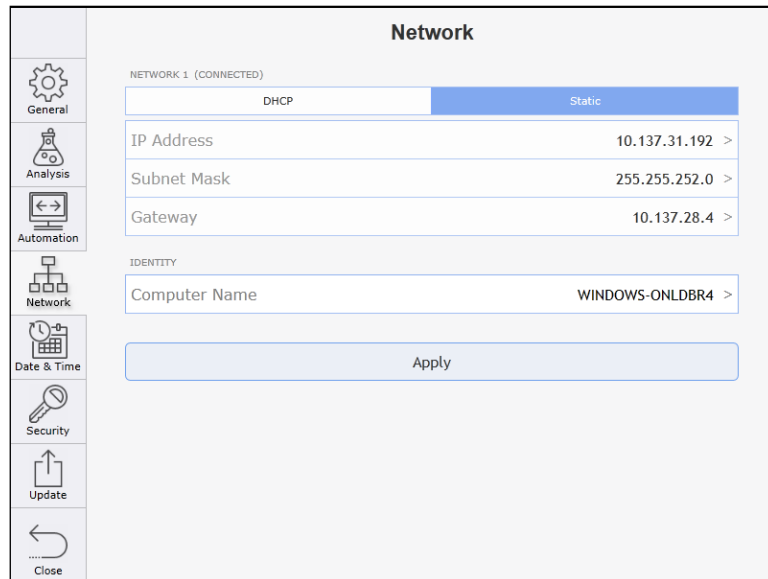 Network
General
Analysis
Automation
Network
Date & Time
Security
Update
Close
NETWORK 1 (CONNECTED)
DHCP Static
IP Address 10.137.31.192 >
Subnet Mask 255.255.252.0 >
Gateway 10.137.28.4 >
IDENTITY
Computer Name WINDOWS-ONLDBR4 >
Apply